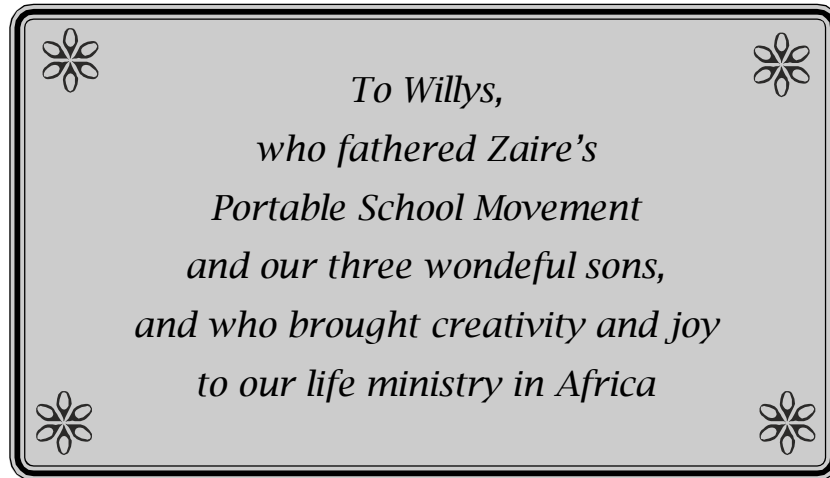 To Willys,
who fathered Zaire’s
Portable School Movement
and our three wondeful sons,
and who brought creativity and joy
to our life ministry in Africa